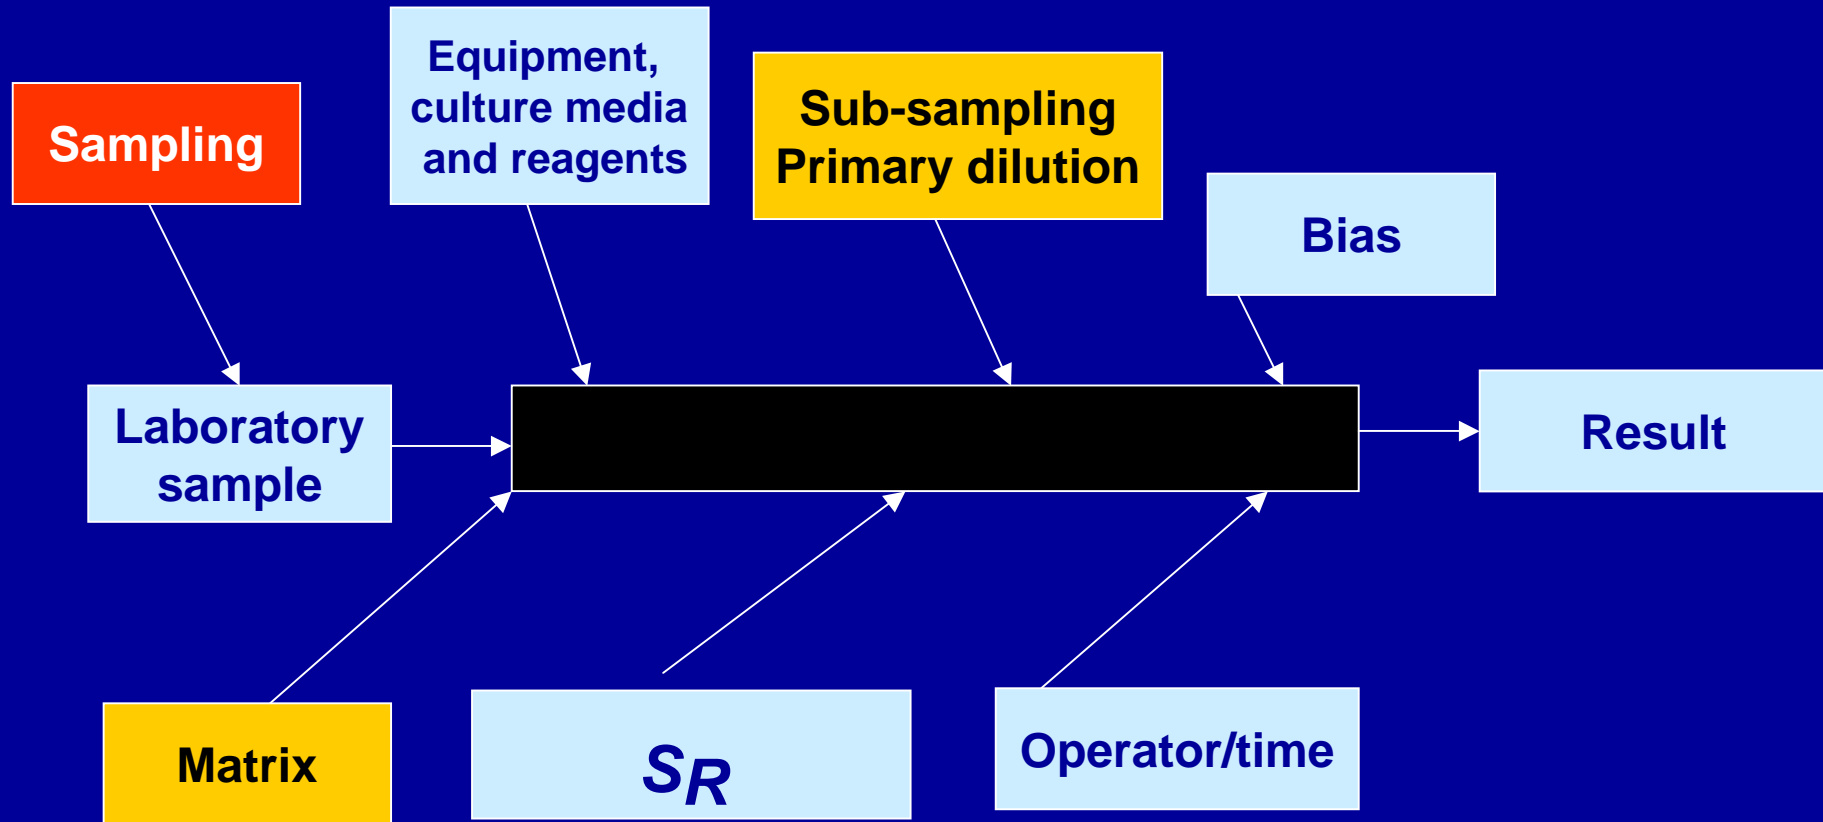 Equipment,
culture media
and reagents
Sampling
Sub-sampling
Primary dilution
Bias
Laboratory
sample
Result
Matrix
SR
Operator/time